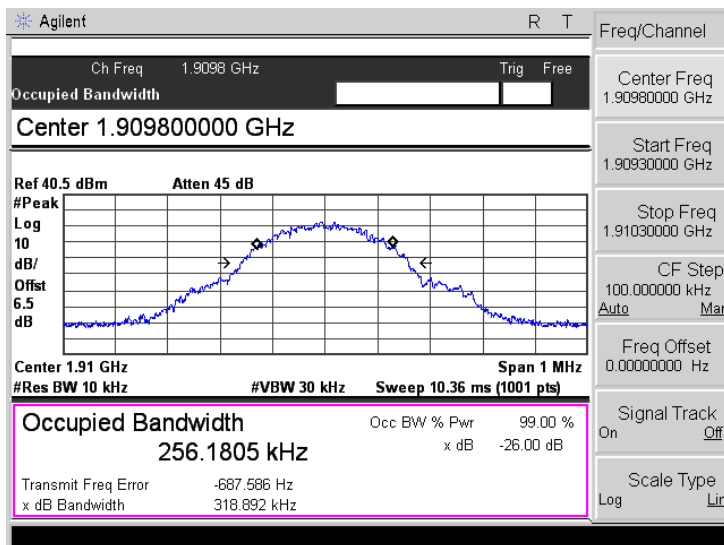 Agilent R T
Ch Freq 1.9098 GHz Trig Free
Occupied Bandwidth
Center 1.909800000 GHz
Ref 40.5 dBm Atten 45 dB
#Peak
Log
10
dB/
Offst
6.5
dB
Center 1.91 GHz Span 1 MHz
#Res BW 10 kHz #VBW 30 kHz Sweep 10.36 ms (1001 pts)
Occupied Bandwidth Occ BW % Pwr 99.00 %
256.1805 kHz x dB -26.00 dB
Transmit Freq Error -687.586 Hz
x dB Bandwidth 318.892 kHz
Freq/Channel
Center Freq
1.90980000 GHz
Start Freq
1.90930000 GHz
Stop Freq
1.91030000 GHz
CF Step
100.000000 kHz
Auto Man
Freq Offset
0.00000000 Hz
Signal Track
On Off
Scale Type
Log Lin